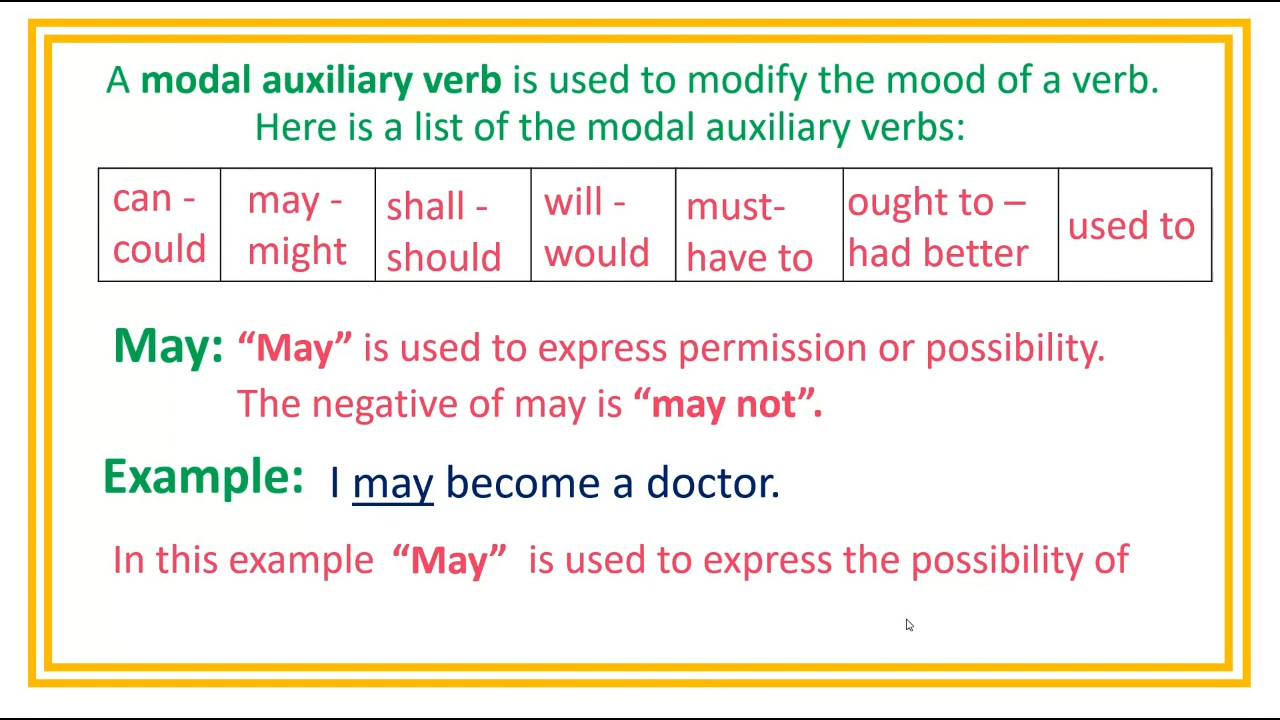 A modal auxiliary verb is used to modify the mood of a verb.
Here is a list of the modal auxiliary verbs:
can -
could
may -
might
shall -
should
will -
would
must-
have to
ought to –
had better
used to
May: “May” is used to express permission or possibility.
The negative of may is “may not”.
Example: I may become a doctor.
In this example “May” is used to express the possibility of